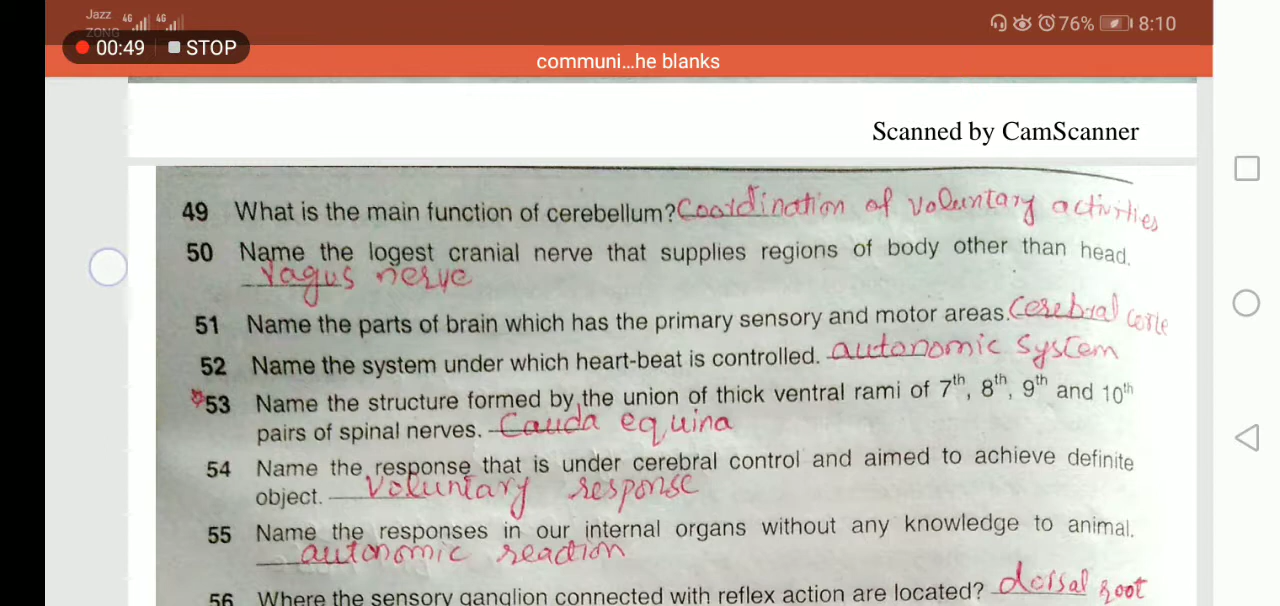 Jazz 4G 4G
ZONG
76% 8:10
00:49 STOP
communi...he blanks
Scanned by CamScanner
49 What is the main function of cerebellum? Coordination of voluntary activities
50 Name the logest cranial nerve that supplies regions of body other than head.
Vagus nerve
51 Name the parts of brain which has the primary sensory and motor areas. Cerebral
52 Name the system under which heart-beat is controlled. autonomic system
53 Name the structure formed by the union of thick ventral rami of 7th, 8th, 9th and 10th
pairs of spinal nerves. Cauda equina
54 Name the response that is under cerebral control and aimed to achieve definite
object. Voluntary response
55 Name the responses in our internal organs without any knowledge to animal.
autonomic reaction
56 Where the sensory ganglion connected with reflex action are located? dorsal root